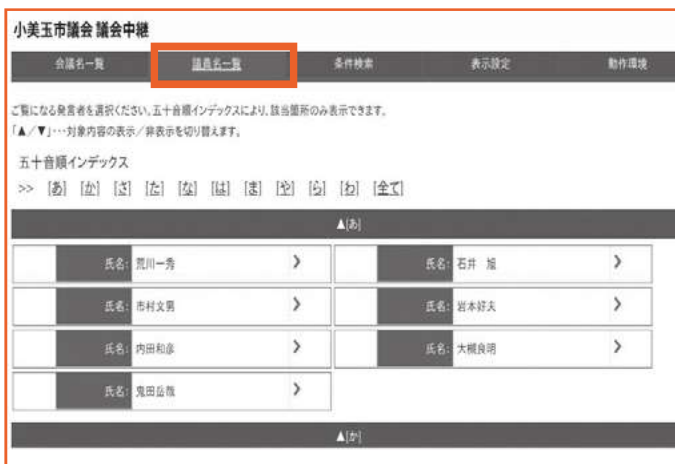 小美玉市議会 議会中継
会議名一覧 議員名一覧 条件検索 表示設定 動作環境
ご覧になる発言者を選択ください。五十音順インデックスにより、該当箇所のみ表示できます。
「▲/▼」・・・対象内容の表示/非表示を切り替えます。
五十音順インデックス
>> [あ] [か] [さ] [た] [な] [は] [ま] [や] [ら] [わ] [全て]
▲[あ]
氏名: 荒川一秀 > 氏名: 石井 旭 >
氏名: 市村文男 > 氏名: 岩本好夫 >
氏名: 内田和彦 > 氏名: 大槻良明 >
氏名: 鬼田岳哉 >
▲[か]